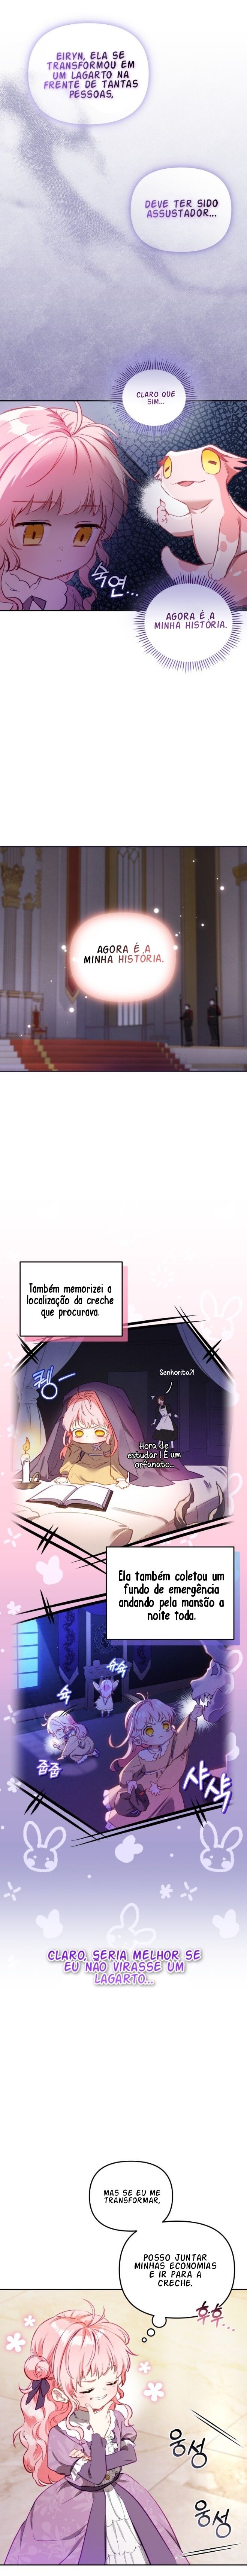 EIRYN, ELA SE
TRANSFORMOU EM
UM LAGARTO NA
FRENTE DE TANTAS
PESSOAS,
DEVE TER SIDO
ASSUSTADOR...
CLARO QUE
SIM...
숙연...
AGORA É A
MINHA HISTÓRIA.
AGORA É A
MINHA HISTÓRIA.
Também memorizei a
localização da creche
que procurava.
Senhorita?!
Hora de
estudar! É um
orfanato..
Ela também coletou um
fundo de emergência
andando pela mansão a
noite toda.
슥
슉슉
줍줍
샤샥
CLARO, SERIA MELHOR SE
EU NÃO VIRASSE UM
LAGARTO...
MAS SE EU ME
TRANSFORMAR,
POSSO JUNTAR
MINHAS ECONOMIAS
E IR PARA A
CRECHE.
후후...
웅성
웅성